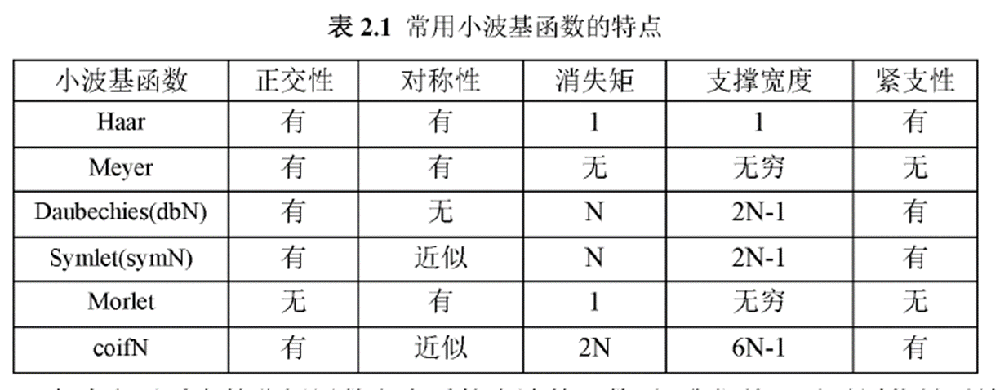 表 2.1 常用小波基函数的特点
小波基函数 正交性 对称性 消失矩 支撑宽度 紧支性
Haar 有 有 1 1 有
Meyer 有 有 无 无穷 无
Daubechies(dbN) 有 无 N 2N-1 有
Symlet(symN) 有 近似 N 2N-1 有
Morlet 无 有 1 无穷 无
coifN 有 近似 2N 6N-1 有